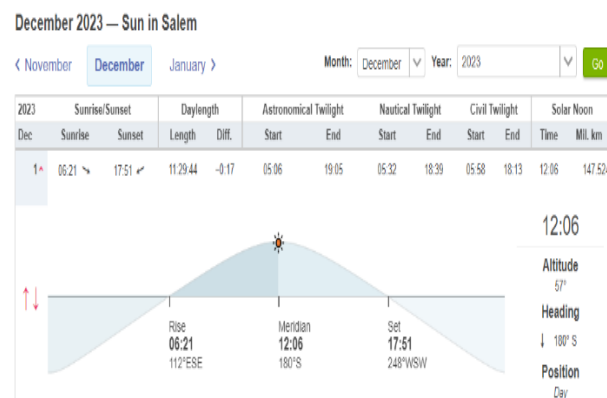 December 2023 — Sun in Salem
< November December January > Month: December Year: 2023 Go
2023 Sunrise/Sunset Daylength Astronomical Twilight Nautical Twilight Civil Twilight Solar Noon
Dec Sunrise Sunset Length Diff. Start End Start End Start End Time Mil. km
1 06:21 17:51 11:29:44 −0:17 05:06 19:05 05:32 18:39 05:58 18:13 12:06 147.524
12:06
Altitude
57°
Heading
↓ 180° S
Position
Day
Rise Meridian Set
06:21 12:06 17:51
112°ESE 180°S 248°WSW